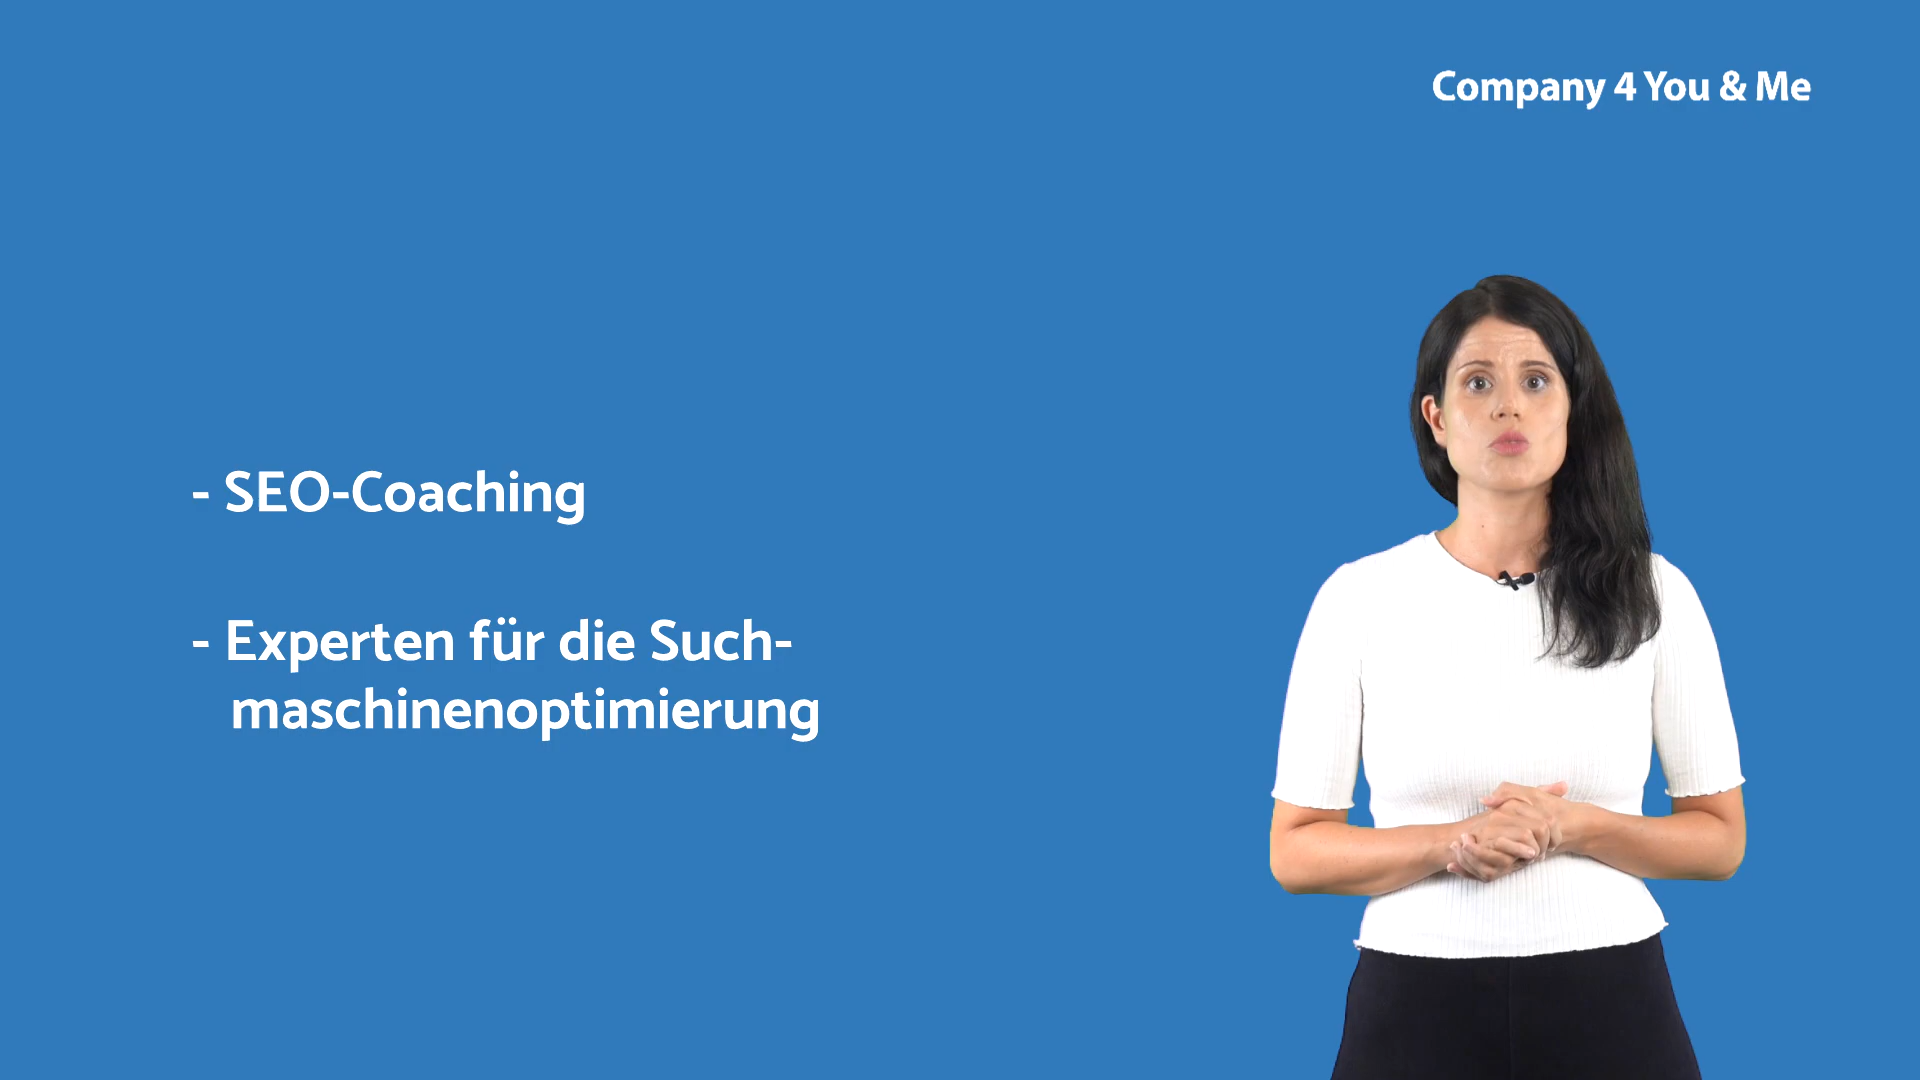 Company 4 You & Me
- SEO-Coaching
- Experten für die Such-
maschinenoptimierung